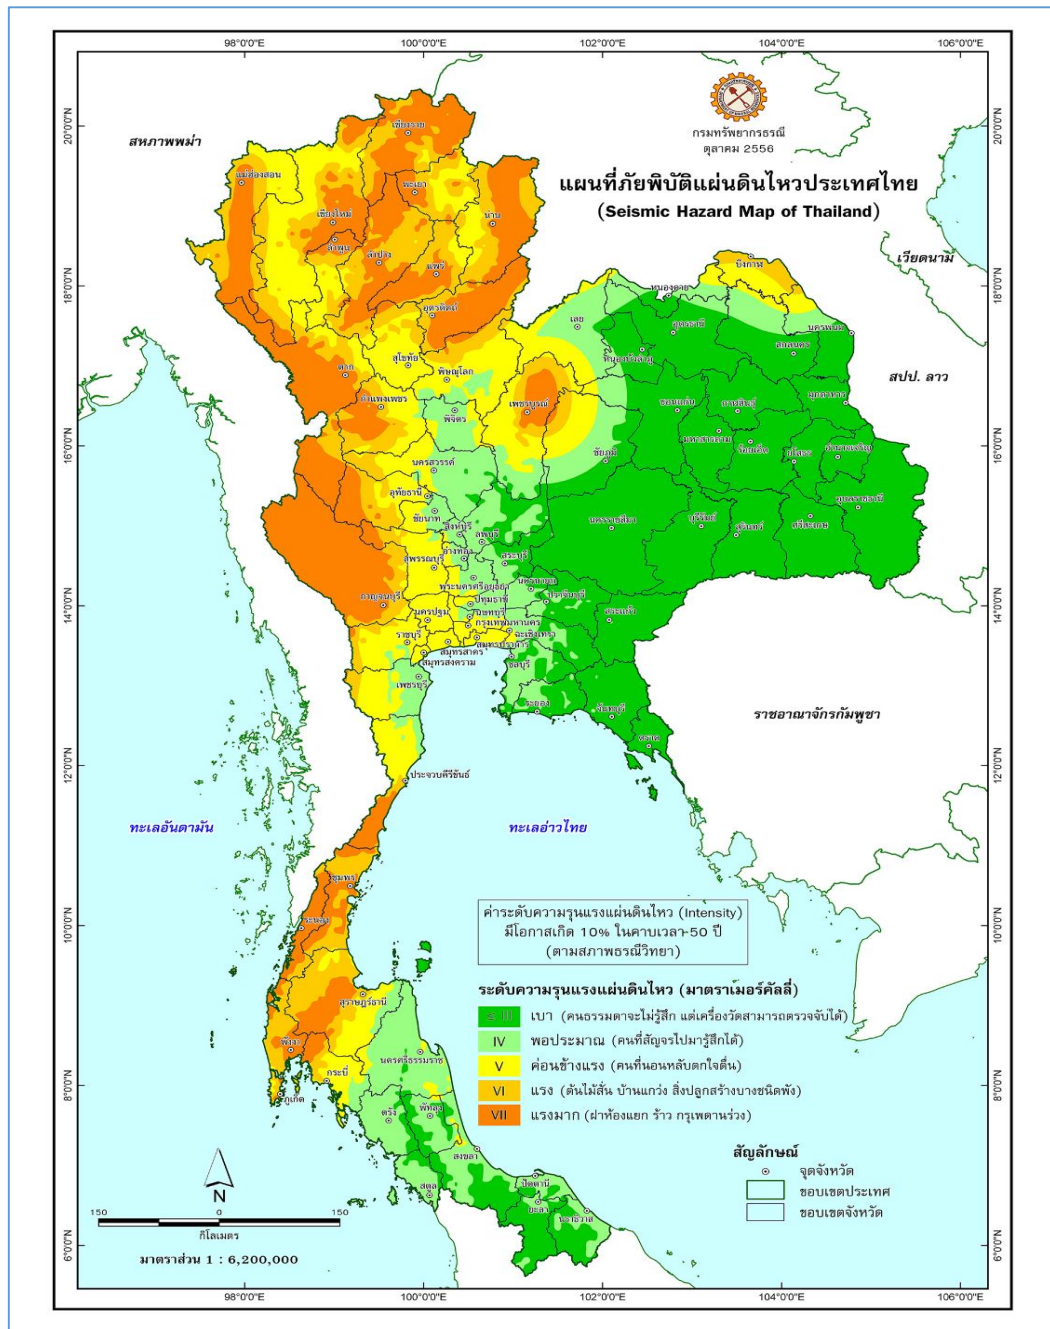 98°0'0"E
100°0'0"E
102°0'0"E
104°0'0"E
106°0'0"E
20°0'0"N
18°0'0"N
16°0'0"N
14°0'0"N
12°0'0"N
10°0'0"N
8°0'0"N
6°0'0"N
กรมทรัพยากรธรณี
ตุลาคม 2556
แผนที่ภัยพิบัติแผ่นดินไหวประเทศไทย
(Seismic Hazard Map of Thailand)
สหภาพพม่า
เวียดนาม
สปป. ลาว
ราชอาณาจักรกัมพูชา
ทะเลอันดามัน
ทะเลอ่าวไทย
เชียงราย
แม่ฮ่องสอน
พะเยา
เชียงใหม่
น่าน
ลำพูน
ลำปาง
แพร่
อุตรดิตถ์
บึงกาฬ
หนองคาย
เลย
อุดรธานี
นครพนม
สกลนคร
หนองบัวลำภู
สุโขทัย
ตาก
พิษณุโลก
กำแพงเพชร
พิจิตร
เพชรบูรณ์
ขอนแก่น
กาฬสินธุ์
มุกดาหาร
มหาสารคาม
ร้อยเอ็ด
ยโสธร
อำนาจเจริญ
ชัยภูมิ
นครสวรรค์
อุทัยธานี
ชัยนาท
สิงห์บุรี
ลพบุรี
อ่างทอง
สระบุรี
สุพรรณบุรี
นครราชสีมา
บุรีรัมย์
สุรินทร์
ศรีสะเกษ
อุบลราชธานี
พระนครศรีอยุธยา
นครนายก
ปราจีนบุรี
ปทุมธานี
กาญจนบุรี
นครปฐม
นนทบุรี
กรุงเทพมหานคร
ฉะเชิงเทรา
สระแก้ว
ราชบุรี
สมุทรสาคร
สมุทรปราการ
สมุทรสงคราม
ชลบุรี
เพชรบุรี
ระยอง
จันทบุรี
ตราด
ประจวบคีรีขันธ์
ชุมพร
ระนอง
สุราษฎร์ธานี
พังงา
กระบี่
ภูเก็ต
นครศรีธรรมราช
ตรัง
พัทลุง
สงขลา
สตูล
ปัตตานี
ยะลา
นราธิวาส
ค่าระดับความรุนแรงแผ่นดินไหว (Intensity)
มีโอกาสเกิด 10% ในคาบเวลา 50 ปี
(ตามสภาพธรณีวิทยา)
ระดับความรุนแรงแผ่นดินไหว (มาตราเมอร์คัลลี่)
≤ III เบา (คนธรรมดาจะไม่รู้สึก แต่เครื่องวัดสามารถตรวจจับได้)
IV พอประมาณ (คนที่สัญจรไปมารู้สึกได้)
V ค่อนข้างแรง (คนที่นอนหลับตกใจตื่น)
VI แรง (ต้นไม้สั่น บ้านแกว่ง สิ่งปลูกสร้างบางชนิดพัง)
VII แรงมาก (ฝาห้องแยก ร้าว กรุเพดานร่วง)
สัญลักษณ์
จุดจังหวัด
ขอบเขตประเทศ
ขอบเขตจังหวัด
N
150 0 150
กิโลเมตร
มาตราส่วน 1 : 6,200,000
98°0'0"E
100°0'0"E
102°0'0"E
104°0'0"E
106°0'0"E
20°0'0"N
18°0'0"N
16°0'0"N
14°0'0"N
12°0'0"N
10°0'0"N
8°0'0"N
6°0'0"N